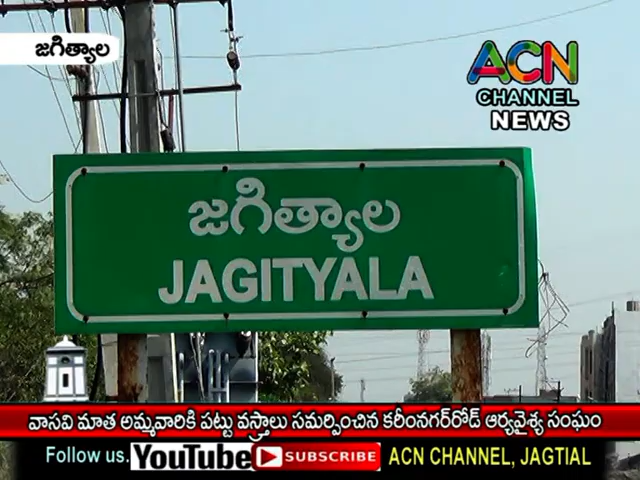 జగిత్యాల
ACN
CHANNEL
NEWS
జగిత్యాల
JAGITYALA
వాసవి మాత అమ్మవారికి పట్టు వస్త్రాలు సమర్పించిన కరీంనగర్‌రోడ్ ఆర్యవైశ్య సంఘం
Follow us. YouTube SUBSCRIBE ACN CHANNEL, JAGTIAL